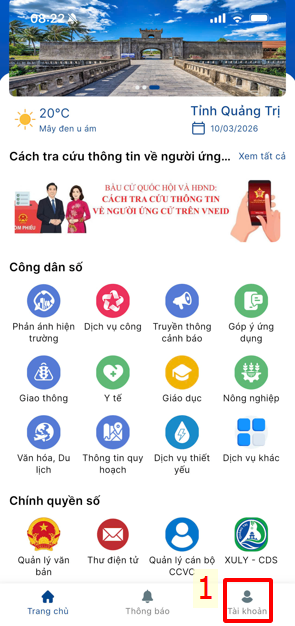 08:22
20°C
Mây đen u ám
Tỉnh Quảng Trị
10/03/2026
Cách tra cứu thông tin về người ứng... Xem tất cả
BẦU CỬ QUỐC HỘI VÀ HĐND:
CÁCH TRA CỨU THÔNG TIN
VỀ NGƯỜI ỨNG CỬ TRÊN VNEID
Công dân số
Phản ánh hiện trường
Dịch vụ công
Truyền thông cảnh báo
Góp ý ứng dụng
Giao thông
Y tế
Giáo dục
Nông nghiệp
Văn hóa, Du lịch
Thông tin quy hoạch
Dịch vụ thiết yếu
Dịch vụ khác
Chính quyền số
Quản lý văn bản
Thư điện tử
Quản lý cán bộ CCVC
XULY - CDS
1
Trang chủ
Thông báo
Tài khoản